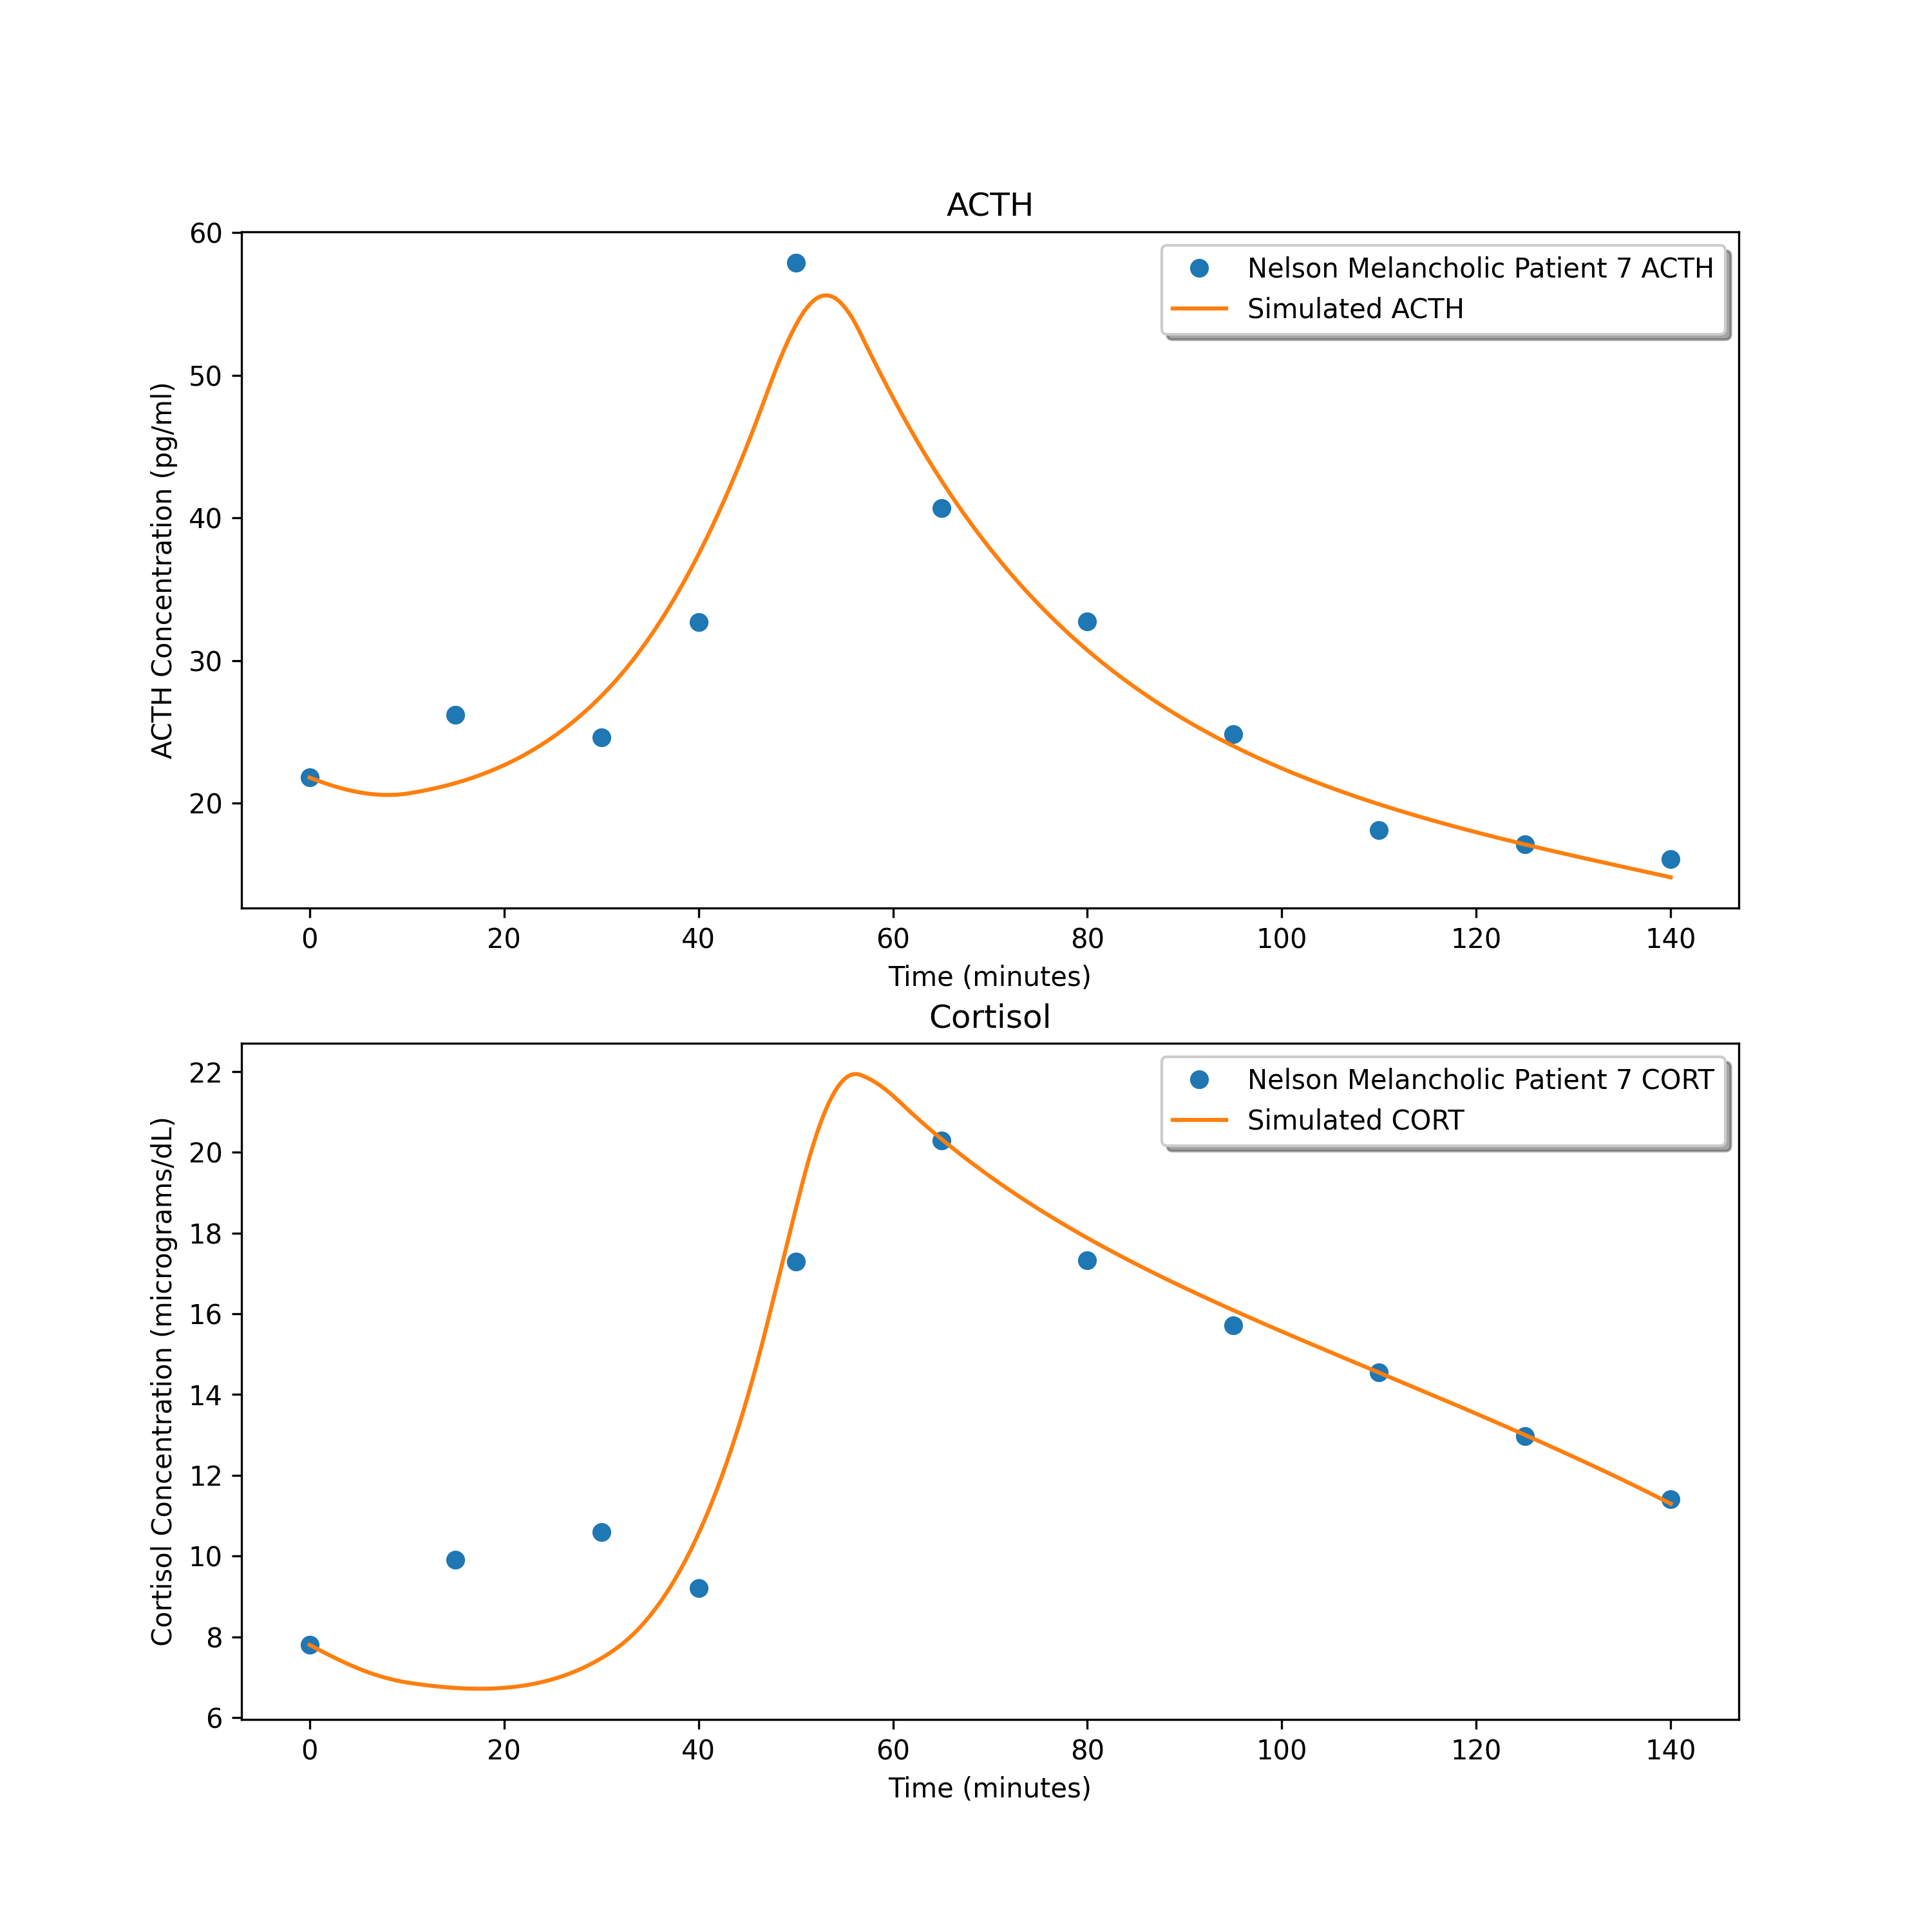 ACTH
60
50
40
30
20
ACTH Concentration (pg/ml)
Nelson Melancholic Patient 7 ACTH
Simulated ACTH
0 20 40 60 80 100 120 140
Time (minutes)
Cortisol
22
20
18
16
14
12
10
8
6
Cortisol Concentration (micrograms/dL)
Nelson Melancholic Patient 7 CORT
Simulated CORT
0 20 40 60 80 100 120 140
Time (minutes)